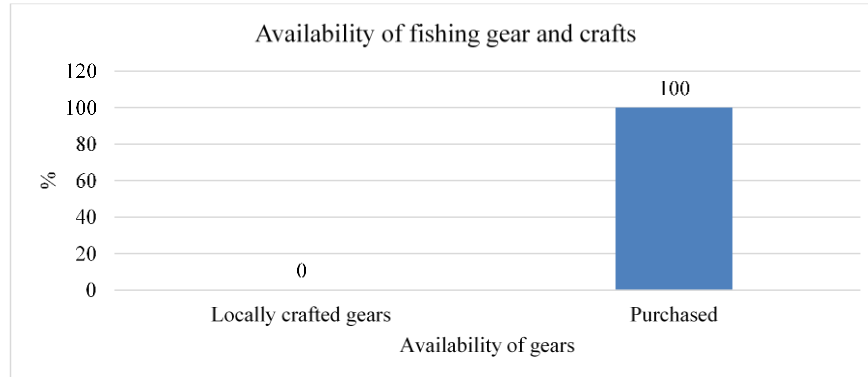 Availability of fishing gear and crafts
120
100
80
60
40
20
0
%
0
100
Locally crafted gears
Purchased
Availability of gears